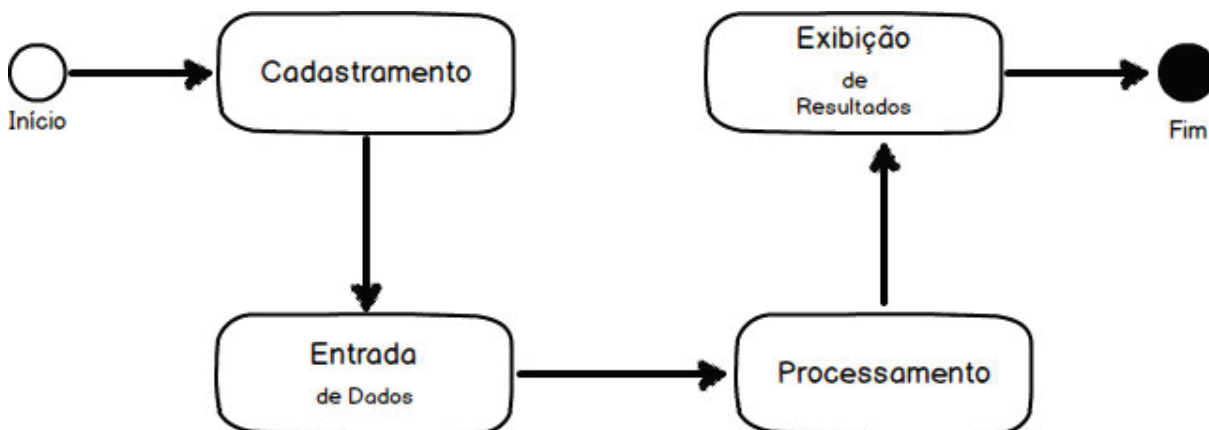 Início
Cadastramento
Entrada
de Dados
Processamento
Exibição
de
Resultados
Fim